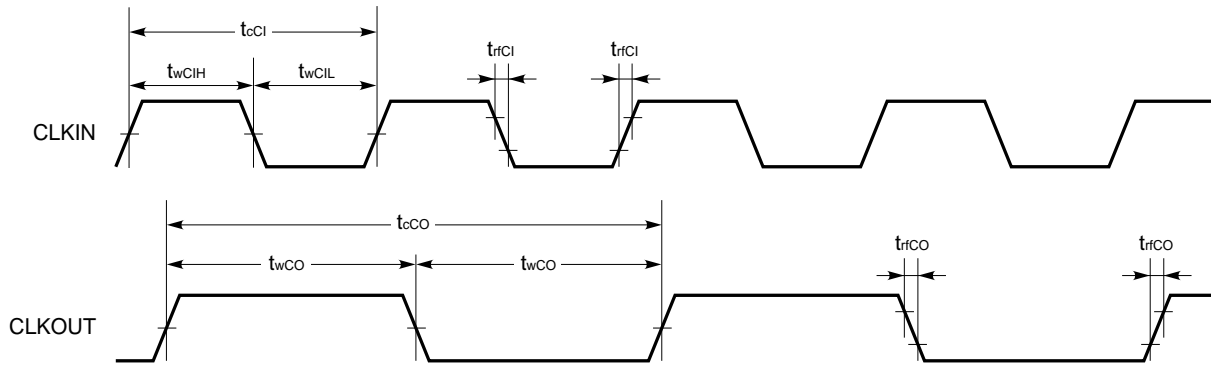 tcCI
trfCI trfCI
twCIH twCIL
CLKIN
tcCO
trfCO trfCO
twCO twCO
CLKOUT